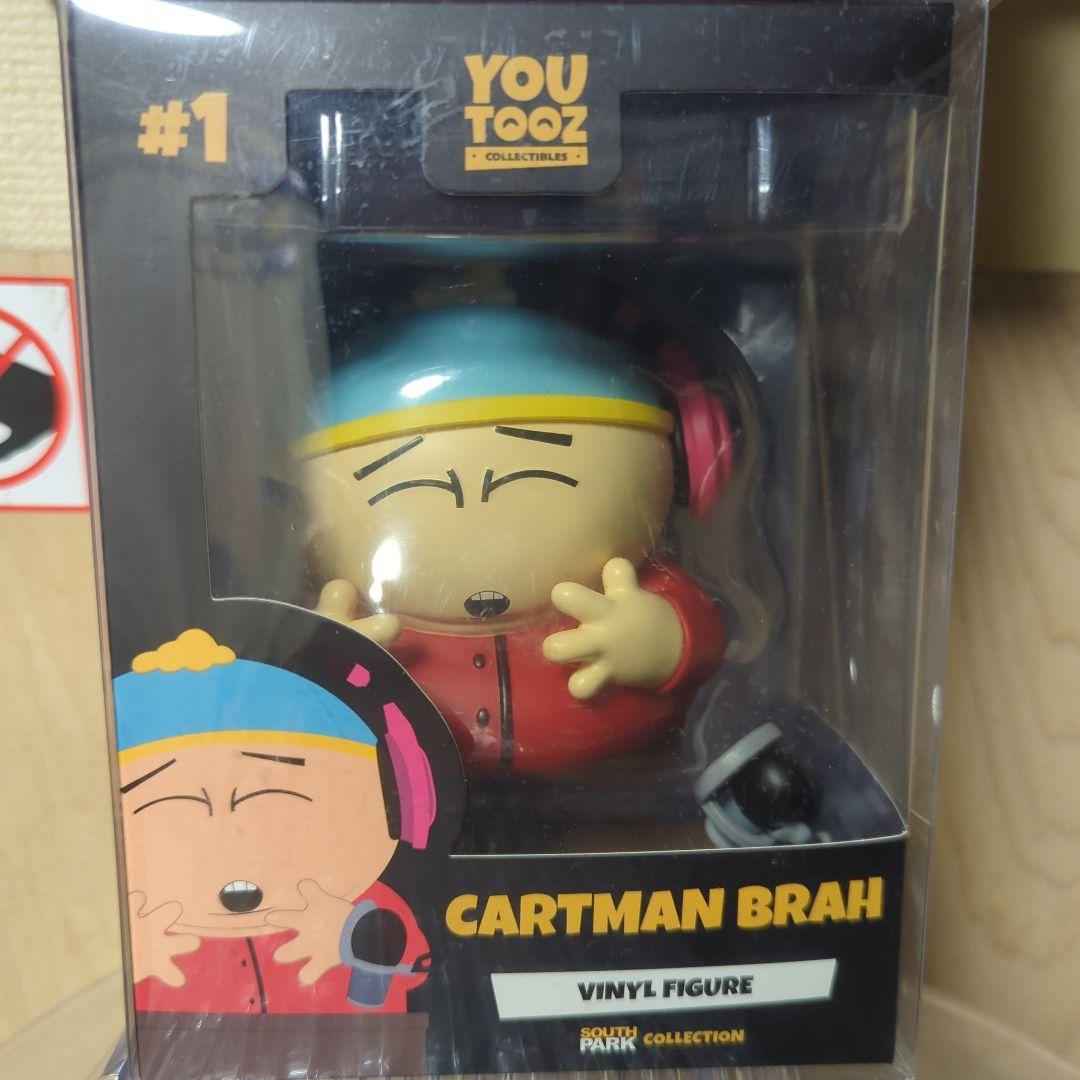 #1
YOU
TOOZ
• COLLECTIBLES •
CARTMAN BRAH
VINYL FIGURE
SOUTH
PARK COLLECTION